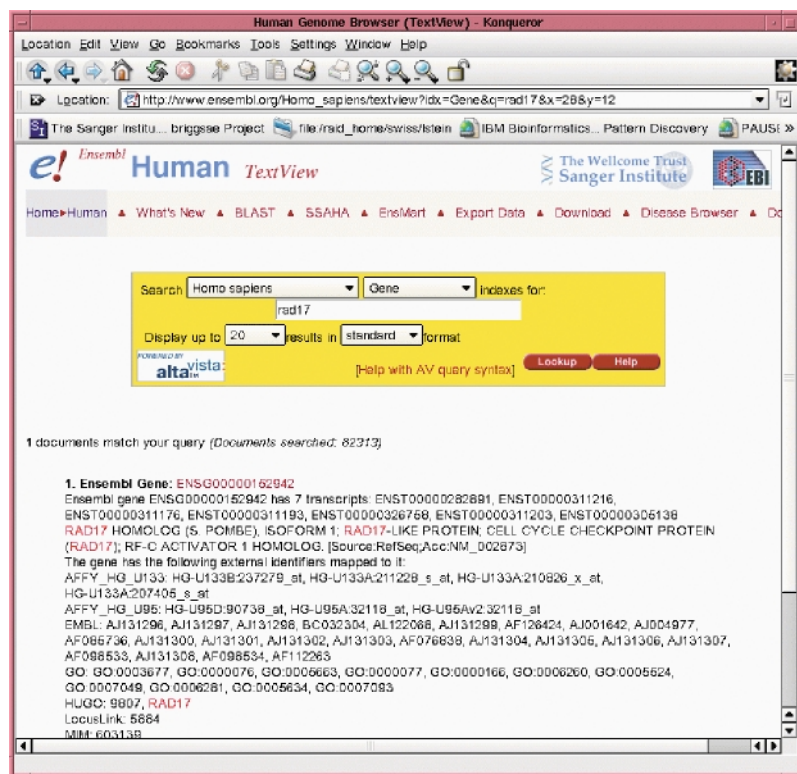 Human Genome Browser (TextView) - Konqueror
Location Edit View Go Bookmarks Tools Settings Window Help
Location: http://www.ensembl.org/Homo_sapiens/textview?idx=Gene&q=rad17&x=28&y=12
The Sanger Institu... briggsae Project file:/raid_home/swiss/lstein IBM Bioinformatics... Pattern Discovery PAUSE
e! Ensembl Human TextView The Wellcome Trust Sanger Institute EBI
Home Human What's New BLAST SSAHA EnsMart Export Data Download Disease Browser Do
Search Homo sapiens Gene indexes for:
rad17
Display up to 20 results in standard format
POWERED BY
altavista: [Help with AV query syntax] Lookup Help
1 documents match your query (Documents searched: 82313)
1. Ensembl Gene: ENSG00000152942
Ensembl gene ENSG00000152942 has 7 transcripts: ENST00000282891, ENST00000311216,
ENST00000311176, ENST00000311193, ENST00000326758, ENST00000311203, ENST00000305138
RAD17 HOMOLOG (S. POMBE), ISOFORM 1; RAD17-LIKE PROTEIN; CELL CYCLE CHECKPOINT PROTEIN
(RAD17); RF-C ACTIVATOR 1 HOMOLOG. [Source:RefSeq;Acc:NM_002873]
The gene has the following external identifiers mapped to it:
AFFY_HG_U133: HG-U133B:237279_at, HG-U133A:211228_s_at, HG-U133A:210826_x_at,
HG-U133A:207405_s_at
AFFY_HG_U95: HG-U95D:90738_at, HG-U95A:32118_at, HG-U95Av2:32118_at
EMBL: AJ131296, AJ131297, AJ131298, BC032304, AL122068, AJ131299, AF126424, AJ001642, AJ004977,
AF085736, AJ131300, AJ131301, AJ131302, AJ131303, AF076838, AJ131304, AJ131305, AJ131306, AJ131307,
AF098533, AJ131308, AF098534, AF112263
GO: GO:0003677, GO:0000076, GO:0005663, GO:0000077, GO:0000166, GO:0006260, GO:0005524,
GO:0007049, GO:0006281, GO:0005634, GO:0007093
HUGO: 9807, RAD17
LocusLink: 5884
MIM: 603139